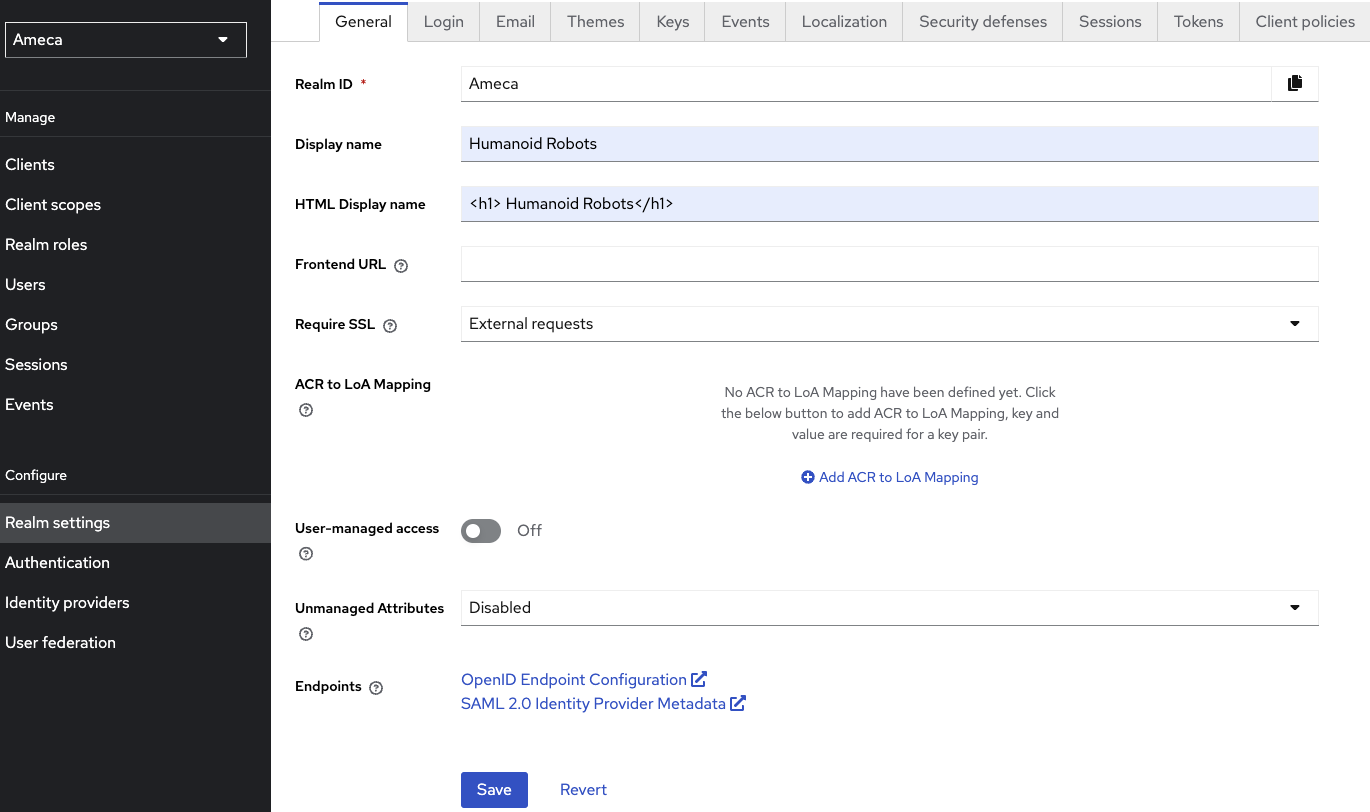 Ameca
Manage
Clients
Client scopes
Realm roles
Users
Groups
Sessions
Events
Configure
Realm settings
Authentication
Identity providers
User federation
General Login Email Themes Keys Events Localization Security defenses Sessions Tokens Client policies
Realm ID * Ameca
Display name Humanoid Robots
HTML Display name <h1> Humanoid Robots</h1>
Frontend URL
Require SSL External requests
ACR to LoA Mapping
No ACR to LoA Mapping have been defined yet. Click
the below button to add ACR to LoA Mapping, key and
value are required for a key pair.
Add ACR to LoA Mapping
User-managed access Off
Unmanaged Attributes Disabled
Endpoints OpenID Endpoint Configuration
SAML 2.0 Identity Provider Metadata
Save Revert